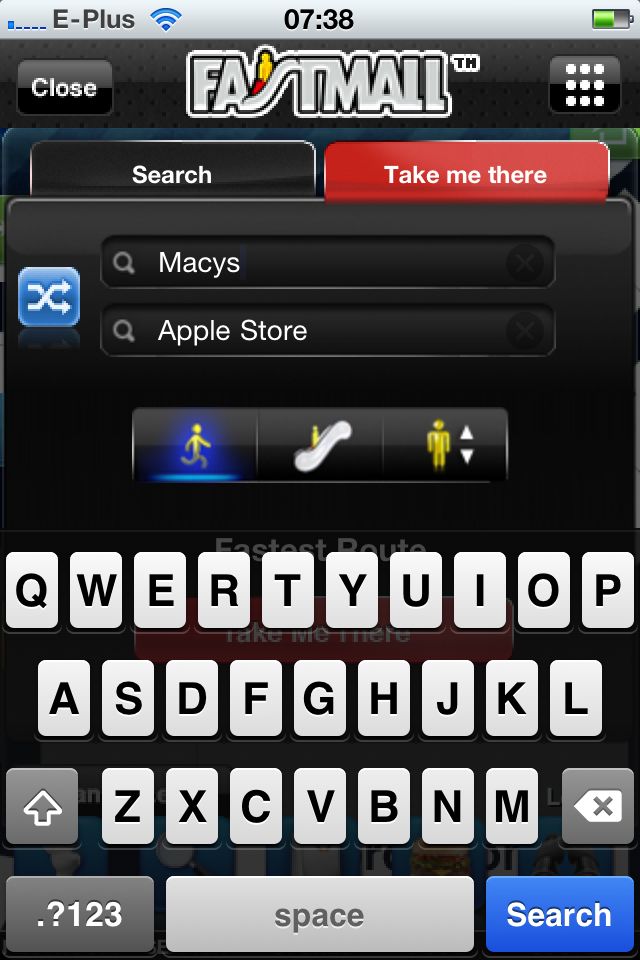 E-Plus 07:38
Close FASTMALL TM
Search Take me there
Macys
Apple Store
Fastest Route
Q W E R T Y U I O P
Take Me There
A S D F G H J K L
Z X C V B N M
.?123 space Search